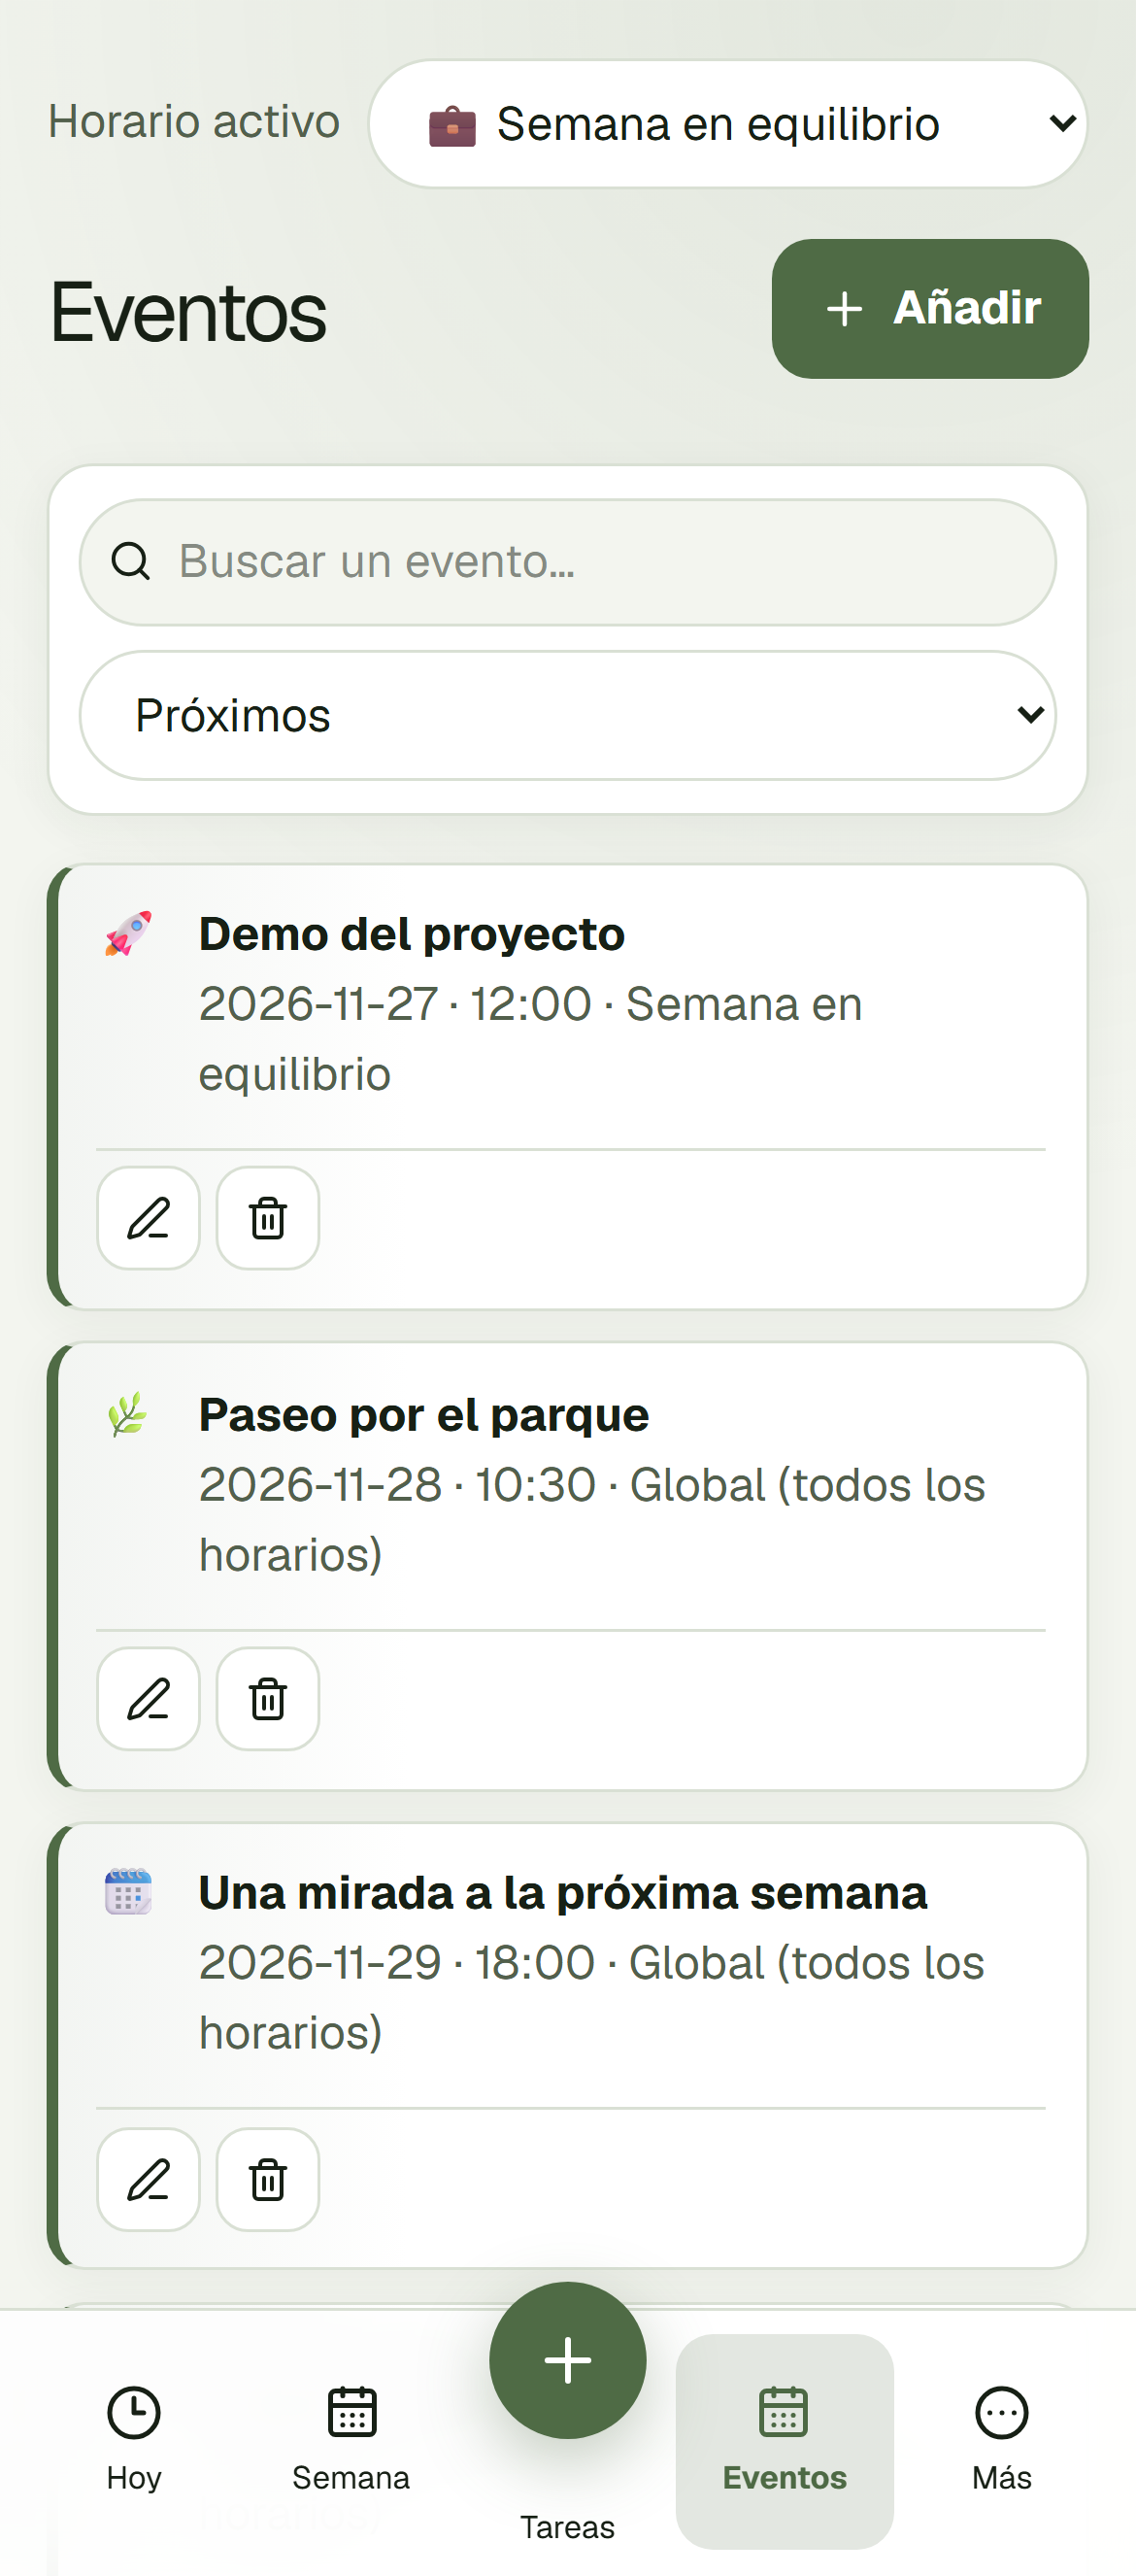 Horario activo
💼 Semana en equilibrio
Eventos
+ Añadir
Buscar un evento...
Próximos
Demo del proyecto
2026-11-27 · 12:00 · Semana en
equilibrio
Paseo por el parque
2026-11-28 · 10:30 · Global (todos los
horarios)
Una mirada a la próxima semana
2026-11-29 · 18:00 · Global (todos los
horarios)
Hoy
Semana
Tareas
Eventos
Más